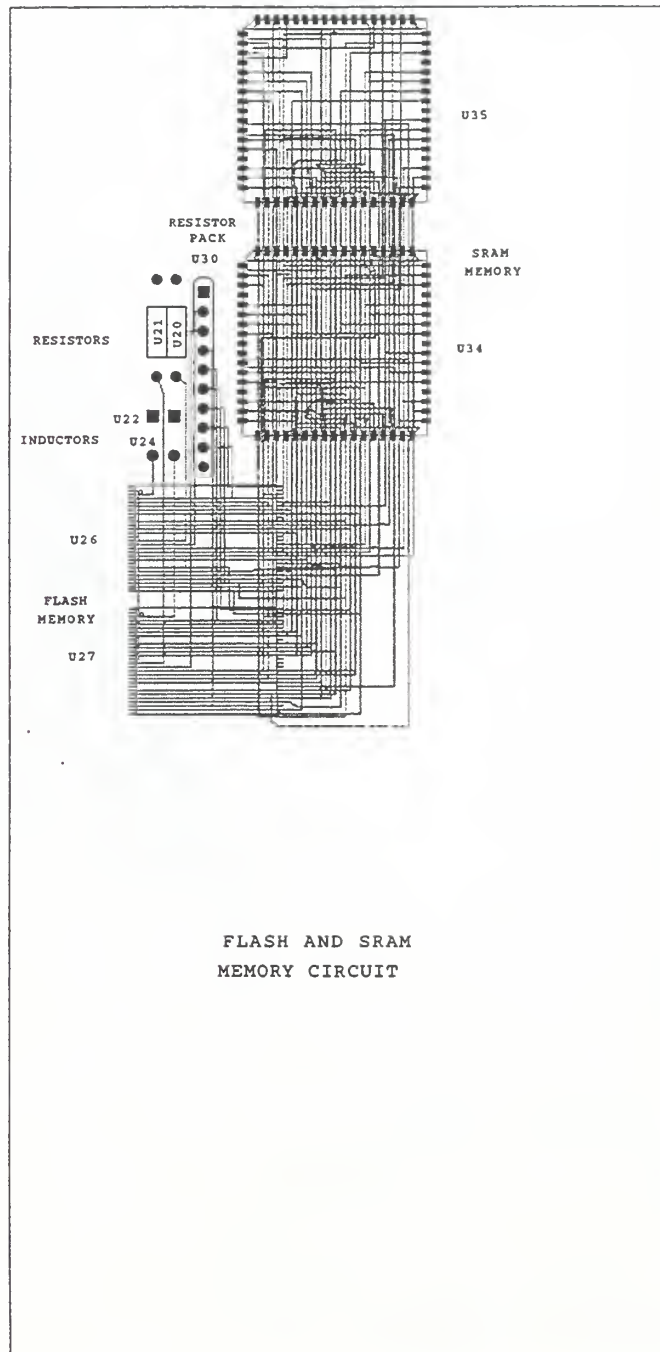 U35
RESISTOR
PACK
U30
SRAM
MEMORY
U21
U20
RESISTORS
U34
U22
INDUCTORS
U24
U26
FLASH
MEMORY
U27
FLASH AND SRAM
MEMORY CIRCUIT